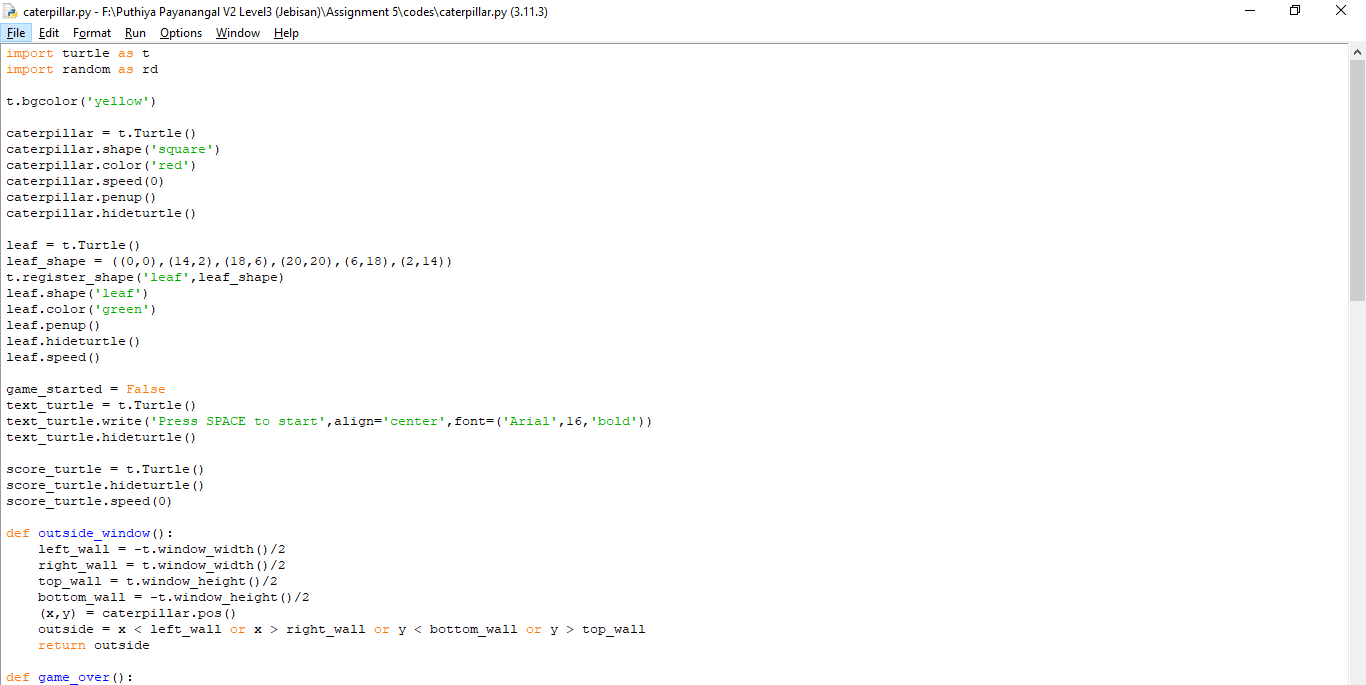 caterpillar.py - F:\Puthiya Payanangal V2 Level3 (Jebisan)\Assignment 5\codes\caterpillar.py (3.11.3)
File Edit Format Run Options Window Help
import turtle as t
import random as rd

t.bgcolor('yellow')

caterpillar = t.Turtle()
caterpillar.shape('square')
caterpillar.color('red')
caterpillar.speed(0)
caterpillar.penup()
caterpillar.hideturtle()

leaf = t.Turtle()
leaf_shape = ((0,0),(14,2),(18,6),(20,20),(6,18),(2,14))
t.register_shape('leaf',leaf_shape)
leaf.shape('leaf')
leaf.color('green')
leaf.penup()
leaf.hideturtle()
leaf.speed()

game_started = False
text_turtle = t.Turtle()
text_turtle.write('Press SPACE to start',align='center',font=('Arial',16,'bold'))
text_turtle.hideturtle()

score_turtle = t.Turtle()
score_turtle.hideturtle()
score_turtle.speed(0)

def outside_window():
    left_wall = -t.window_width()/2
    right_wall = t.window_width()/2
    top_wall = t.window_height()/2
    bottom_wall = -t.window_height()/2
    (x,y) = caterpillar.pos()
    outside = x < left_wall or x > right_wall or y < bottom_wall or y > top_wall
    return outside

def game_over():